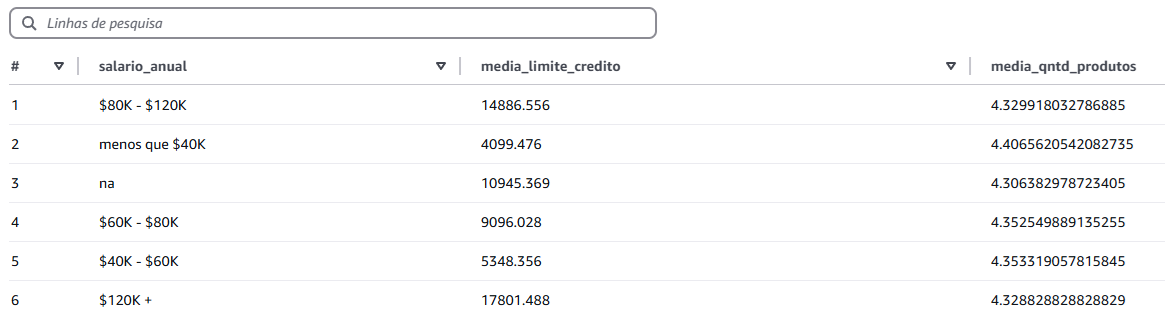 Linhas de pesquisa
# salario_anual media_limite_credito media_qntd_produtos
1 $80K - $120K 14886.556 4.329918032786885
2 menos que $40K 4099.476 4.4065620542082735
3 na 10945.369 4.306382978723405
4 $60K - $80K 9096.028 4.352549889135255
5 $40K - $60K 5348.356 4.353319057815845
6 $120K + 17801.488 4.328828828828829